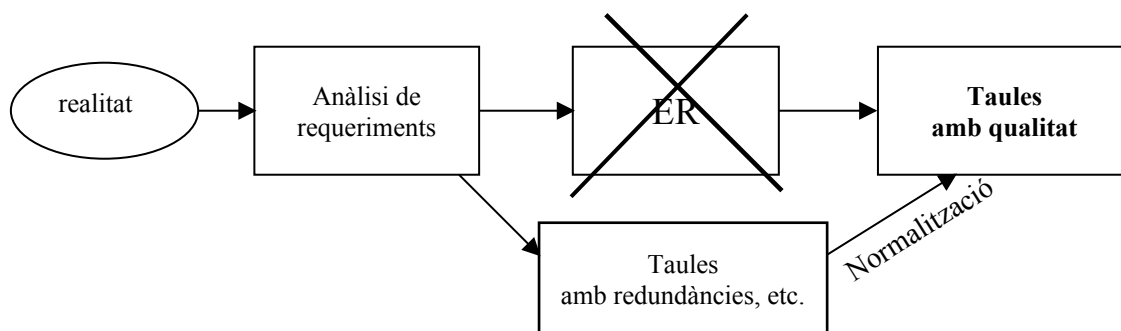 realitat
Anàlisi de
requeriments
ER
Taules
amb qualitat
Normalització
Taules
amb redundàncies, etc.